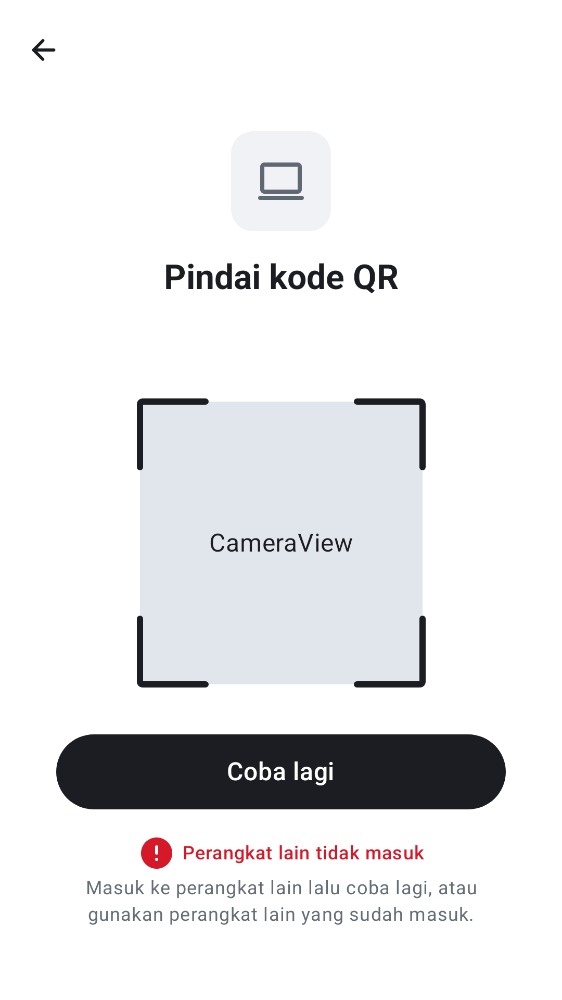 Pindai kode QR
CameraView
Coba lagi
Perangkat lain tidak masuk
Masuk ke perangkat lain lalu coba lagi, atau
gunakan perangkat lain yang sudah masuk.